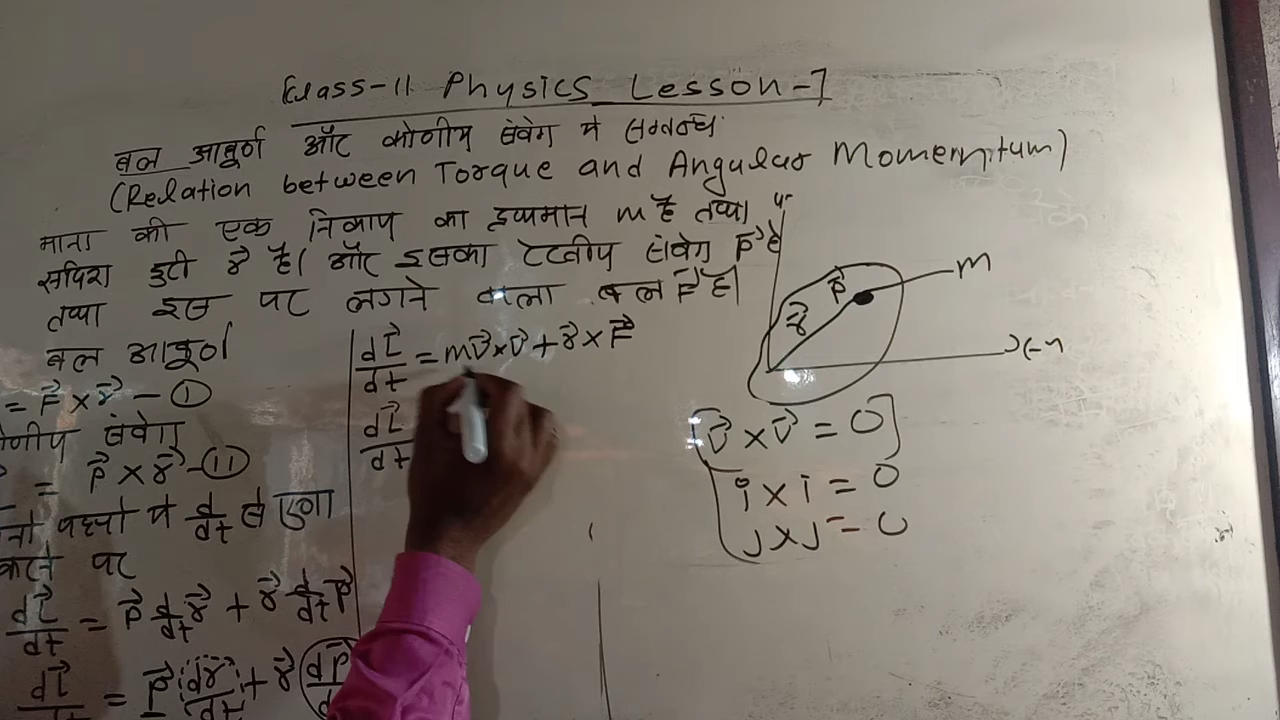 Class-11 Physics Lesson-7
बल आघूर्ण और कोणीय संवेग में सम्बन्ध
(Relation between Torque and Angular Momentum)
माना की एक निकाय का द्रव्यमान m है तथा
सदिश दुरी r⃗ है। और इसका रेखीय संवेग P⃗ है
तथा इस पर लगने वाला बल F⃗ है।
बल आघूर्ण
= F⃗ × r⃗ - ①
संवेग
= P⃗ × r⃗ - ⑪
में d/dt से गुणा
करने पर
dL⃗/dt = P⃗ d/dt r⃗ + r⃗ d/dt P⃗
dL⃗/dt = P⃗ dr⃗/dt + r⃗ dP⃗
dL⃗/dt = mv⃗ × v⃗ + r⃗ × F⃗
dL⃗/dt
y
m
P⃗
r⃗
[v⃗ × v⃗ = 0]
i × i = 0
j × j = 0